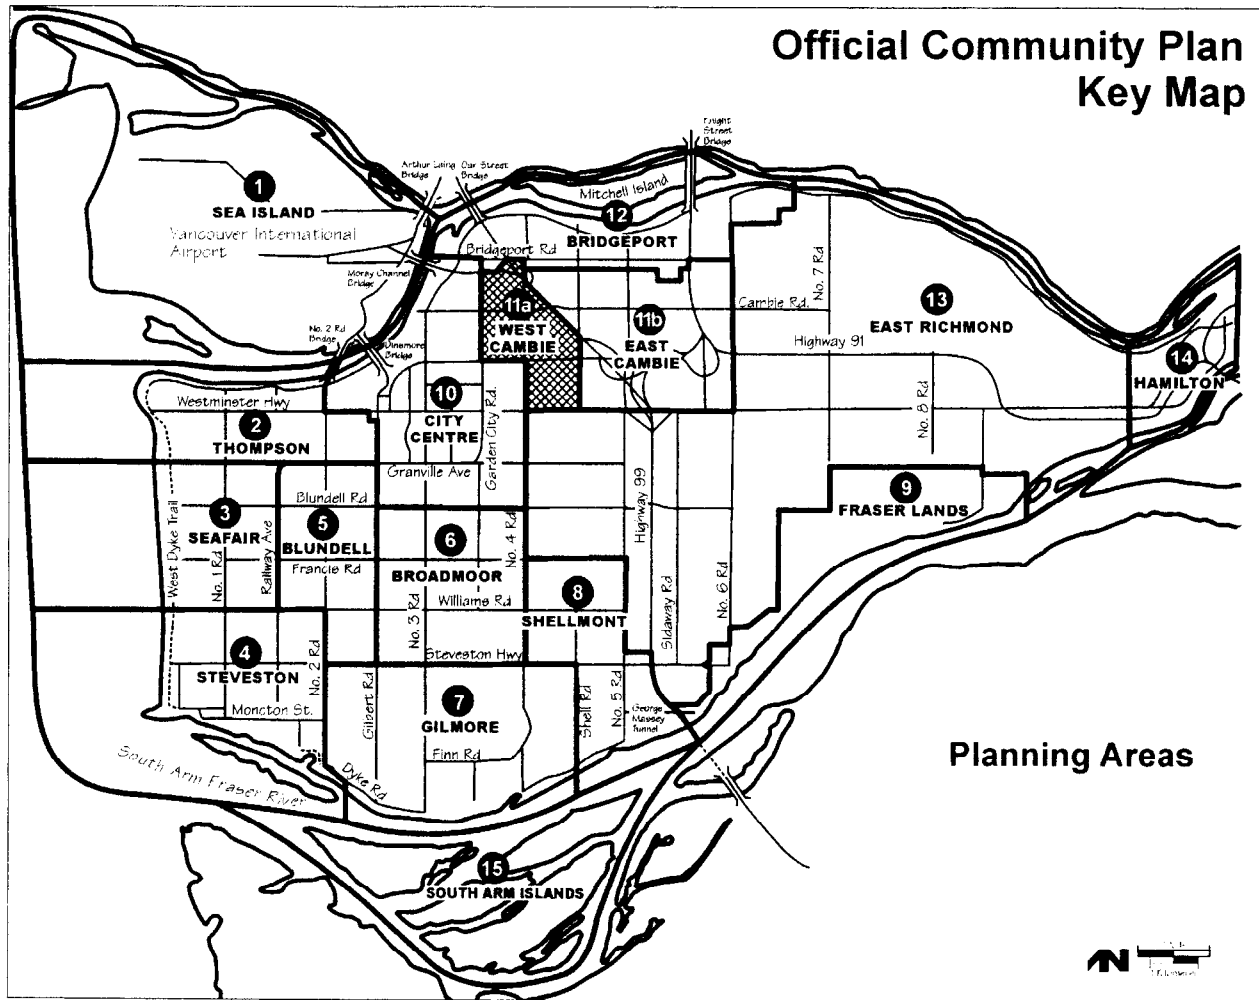 Official Community Plan
Key Map
Knight
Street
Bridge
Arthur Laing
Bridge
Oak Street
Bridge
Mitchell Island
1
SEA ISLAND
12
BRIDGEPORT
Vancouver International
Airport
Bridgeport Rd
Moray Channel
Bridge
No. 7 Rd
11a
WEST
CAMBIE
11b
EAST
CAMBIE
Cambie Rd.
13
EAST RICHMOND
No. 2 Rd
Bridge
Dinsmore
Bridge
Highway 91
14
HAMILTON
Westminster Hwy
10
CITY
CENTRE
Garden City Rd.
No. 8 Rd
2
THOMPSON
Granville Ave
Blundell Rd
Highway 99
9
FRASER LANDS
West Dyke Trail
3
SEAFAIR
No. 1 Rd
Railway Ave
5
BLUNDELL
Francis Rd
6
BROADMOOR
No. 4 Rd
Williams Rd
No. 3 Rd
8
SHELLMONT
Sidaway Rd
No. 6 Rd
4
STEVESTON
No. 2 Rd
Steveston Hwy
Moncton St.
Gilbert Rd
7
GILMORE
Finn Rd
Shell Rd
No. 5 Rd
George
Massey
Tunnel
Dyke Rd
South Arm Fraser River
Planning Areas
15
SOUTH ARM ISLANDS
N